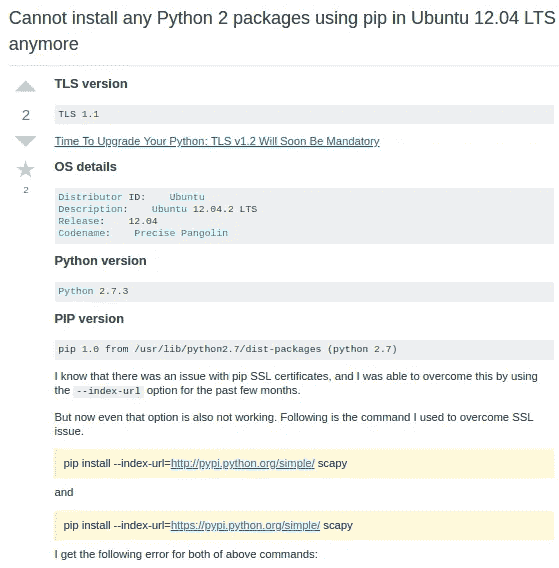 Cannot install any Python 2 packages using pip in Ubuntu 12.04 LTS
anymore
TLS version
2
TLS 1.1
Time To Upgrade Your Python: TLS v1.2 Will Soon Be Mandatory
OS details
2
Distributor ID: Ubuntu
Description: Ubuntu 12.04.2 LTS
Release: 12.04
Codename: Precise Pangolin
Python version
Python 2.7.3
PIP version
pip 1.0 from /usr/lib/python2.7/dist-packages (python 2.7)
I know that there was an issue with pip SSL certificates, and I was able to overcome this by using
the --index-url option for the past few months.
But now even that option is also not working. Following is the command I used to overcome SSL
issue.
pip install --index-url=http://pypi.python.org/simple/ scapy
and
pip install --index-url=https://pypi.python.org/simple/ scapy
I get the following error for both of above commands: